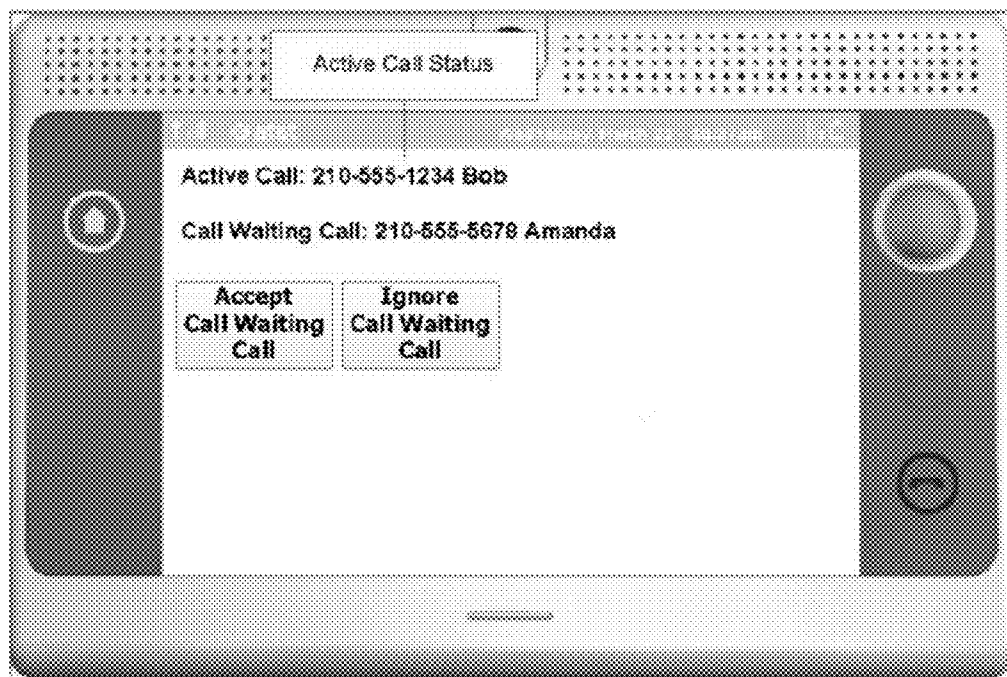 Active Call Status
Active Call: 210-555-1234 Bob
Call Waiting Call: 210-555-5678 Amanda
Accept
Call Waiting
Call
Ignore
Call Waiting
Call